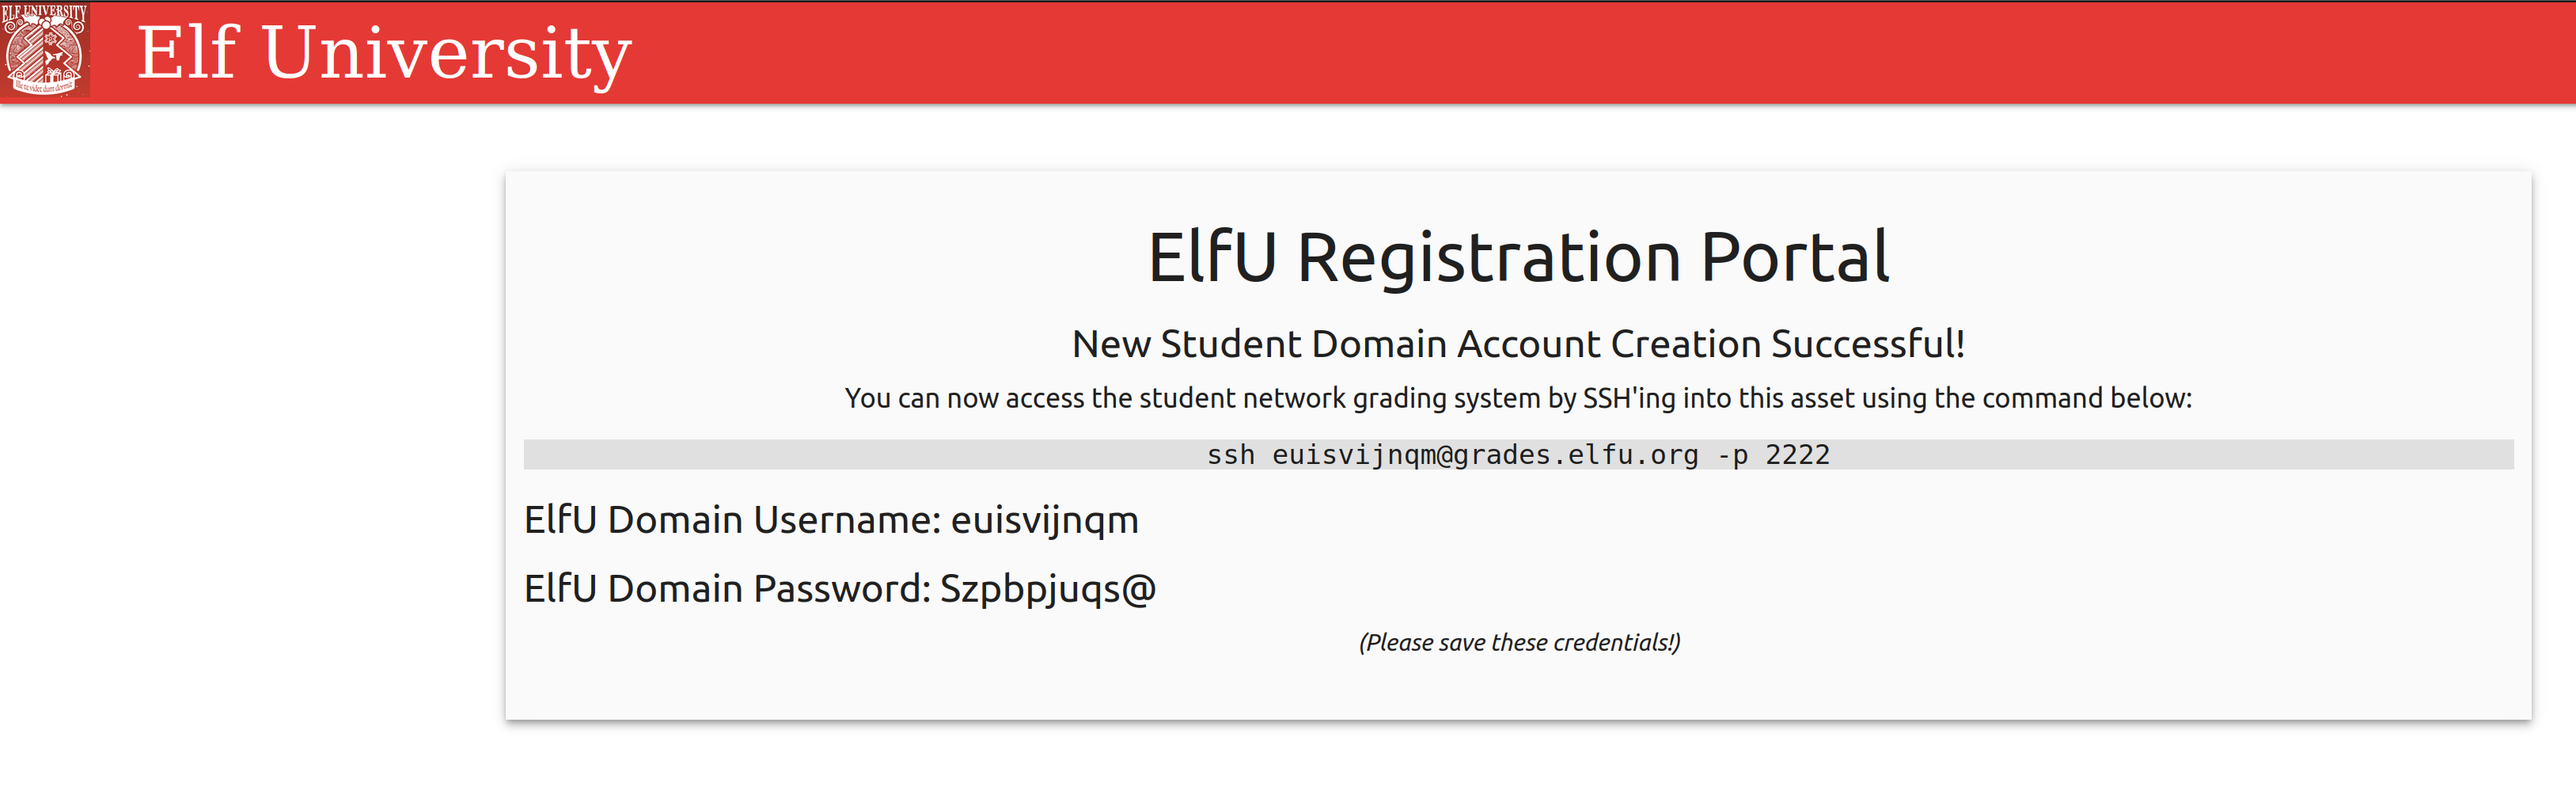 ELF UNIVERSITY
Elf University
ElfU Registration Portal
New Student Domain Account Creation Successful!
You can now access the student network grading system by SSH'ing into this asset using the command below:
ssh euisvijnqm@grades.elfu.org -p 2222
ElfU Domain Username: euisvijnqm
ElfU Domain Password: Szpbpjuqs@
(Please save these credentials!)